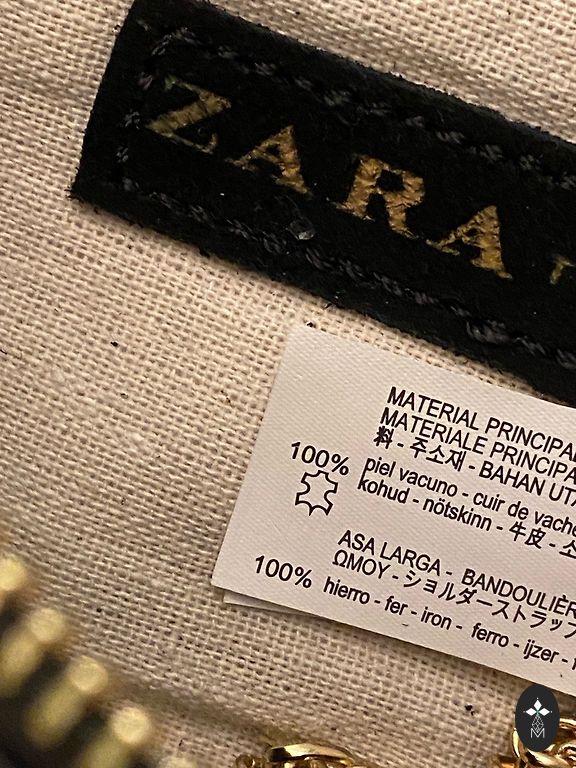 ZARA
MATERIAL PRINCIPAL
MATERIALE PRINCIPA
料 - 주소재 - BAHAN UTA
100% piel vacuno - cuir de vache
kohud - nötskinn - 牛皮 - 소
ASA LARGA - BANDOULIÈR
ΩΜΟΥ - ショルダーストラップ
100% hierro - fer - iron - ferro - ijzer -
M